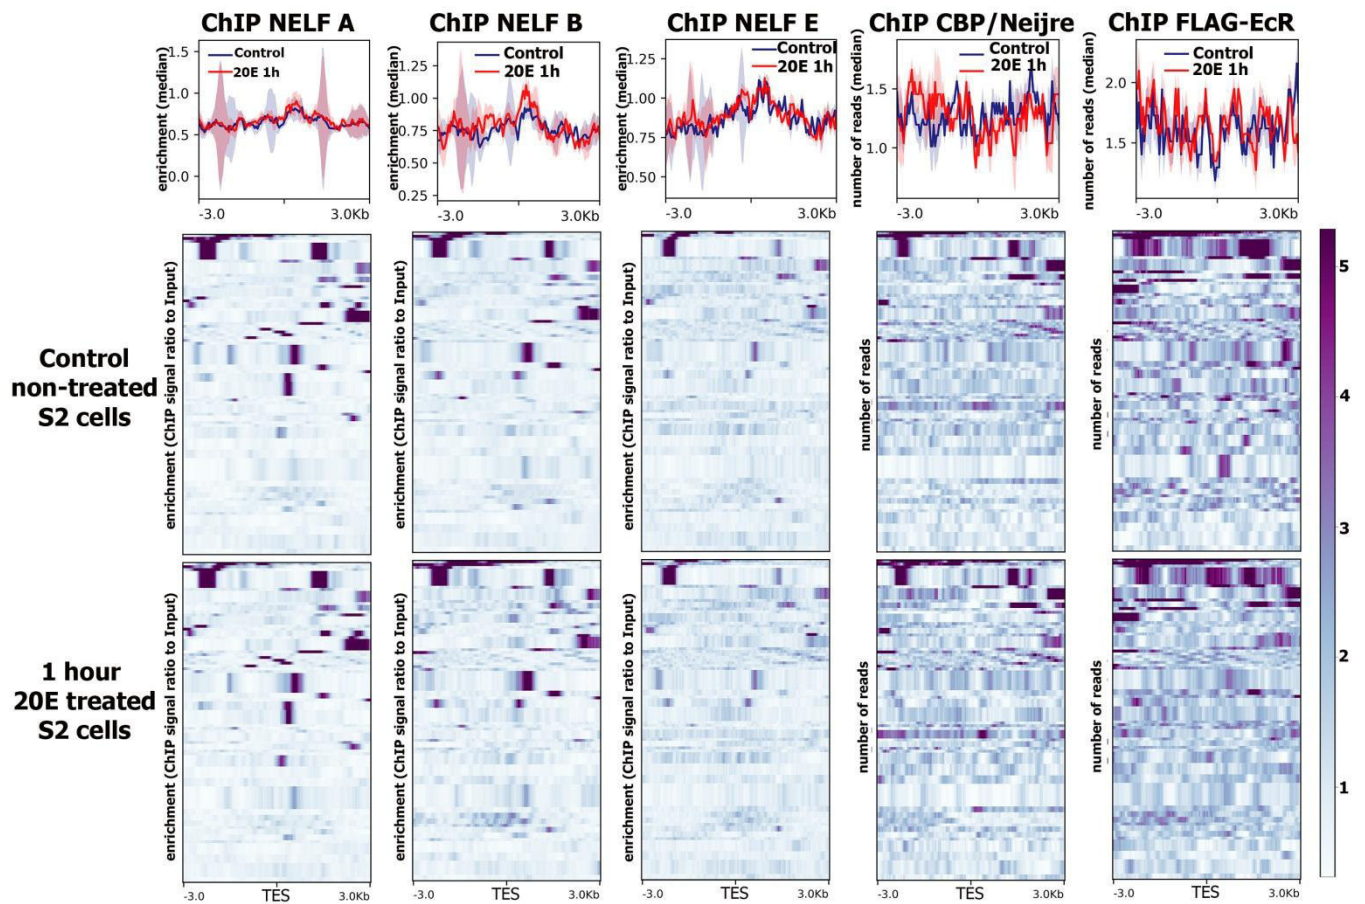 ChIP NELF A
ChIP NELF B
ChIP NELF E
ChIP CBP/Neijre
ChIP FLAG-EcR
enrichment (median)
1.5
1.0
0.5
0.0
Control
20E 1h
-3.0
3.0Kb
enrichment (median)
1.25
1.00
0.75
0.50
0.25
Control
20E 1h
-3.0
3.0Kb
enrichment (median)
1.25
1.00
0.75
0.50
Control
20E 1h
-3.0
3.0Kb
number of reads (median)
1.5
1.0
Control
20E 1h
-3.0
3.0Kb
number of reads (median)
2.0
1.5
Control
20E 1h
-3.0
3.0Kb
Control
non-treated
S2 cells
enrichment (ChIP signal ratio to Input)
enrichment (ChIP signal ratio to Input)
enrichment (ChIP signal ratio to Input)
number of reads
number of reads
1 hour
20E treated
S2 cells
enrichment (ChIP signal ratio to Input)
enrichment (ChIP signal ratio to Input)
enrichment (ChIP signal ratio to Input)
number of reads
number of reads
-3.0
TES
3.0Kb
-3.0
TES
3.0Kb
-3.0
TES
3.0Kb
-3.0
TES
3.0Kb
-3.0
TES
3.0Kb
5
4
3
2
1